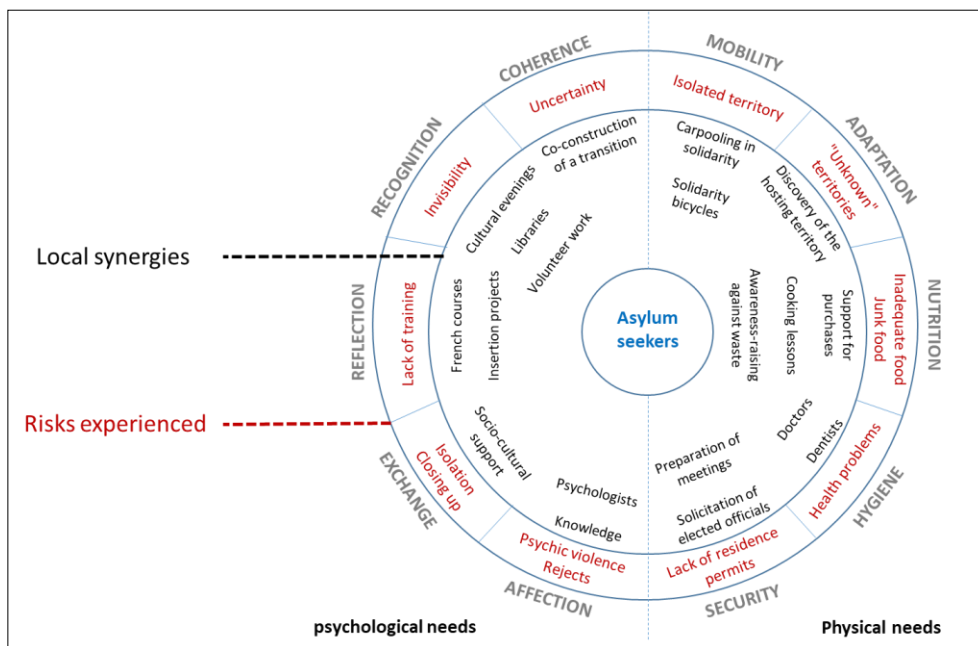 COHERENCE
MOBILITY
Uncertainty
Isolated territory
RECOGNITION
ADAPTATION
Invisibility
"Unknown"
territories
Co-construction
of a transition
Carpooling in
solidarity
Cultural evenings
Libraries
Volunteer work
Solidarity
bicycles
Discovery of the
hosting territory
Local synergies
REFLECTION
Lack of training
French courses
Insertion projects
Asylum
seekers
Awareness-raising
against waste
Cooking lessons
Support for
purchases
Inadequate food
Junk food
NUTRITION
Risks experienced
EXCHANGE
Isolation
Closing up
Socio-cultural
support
Psychologists
Knowledge
Preparation of
meetings
Solicitation of
elected officials
Doctors
Dentists
Health problems
HYGIENE
Psychic violence
Rejects
Lack of residence
permits
AFFECTION
SECURITY
psychological needs
Physical needs